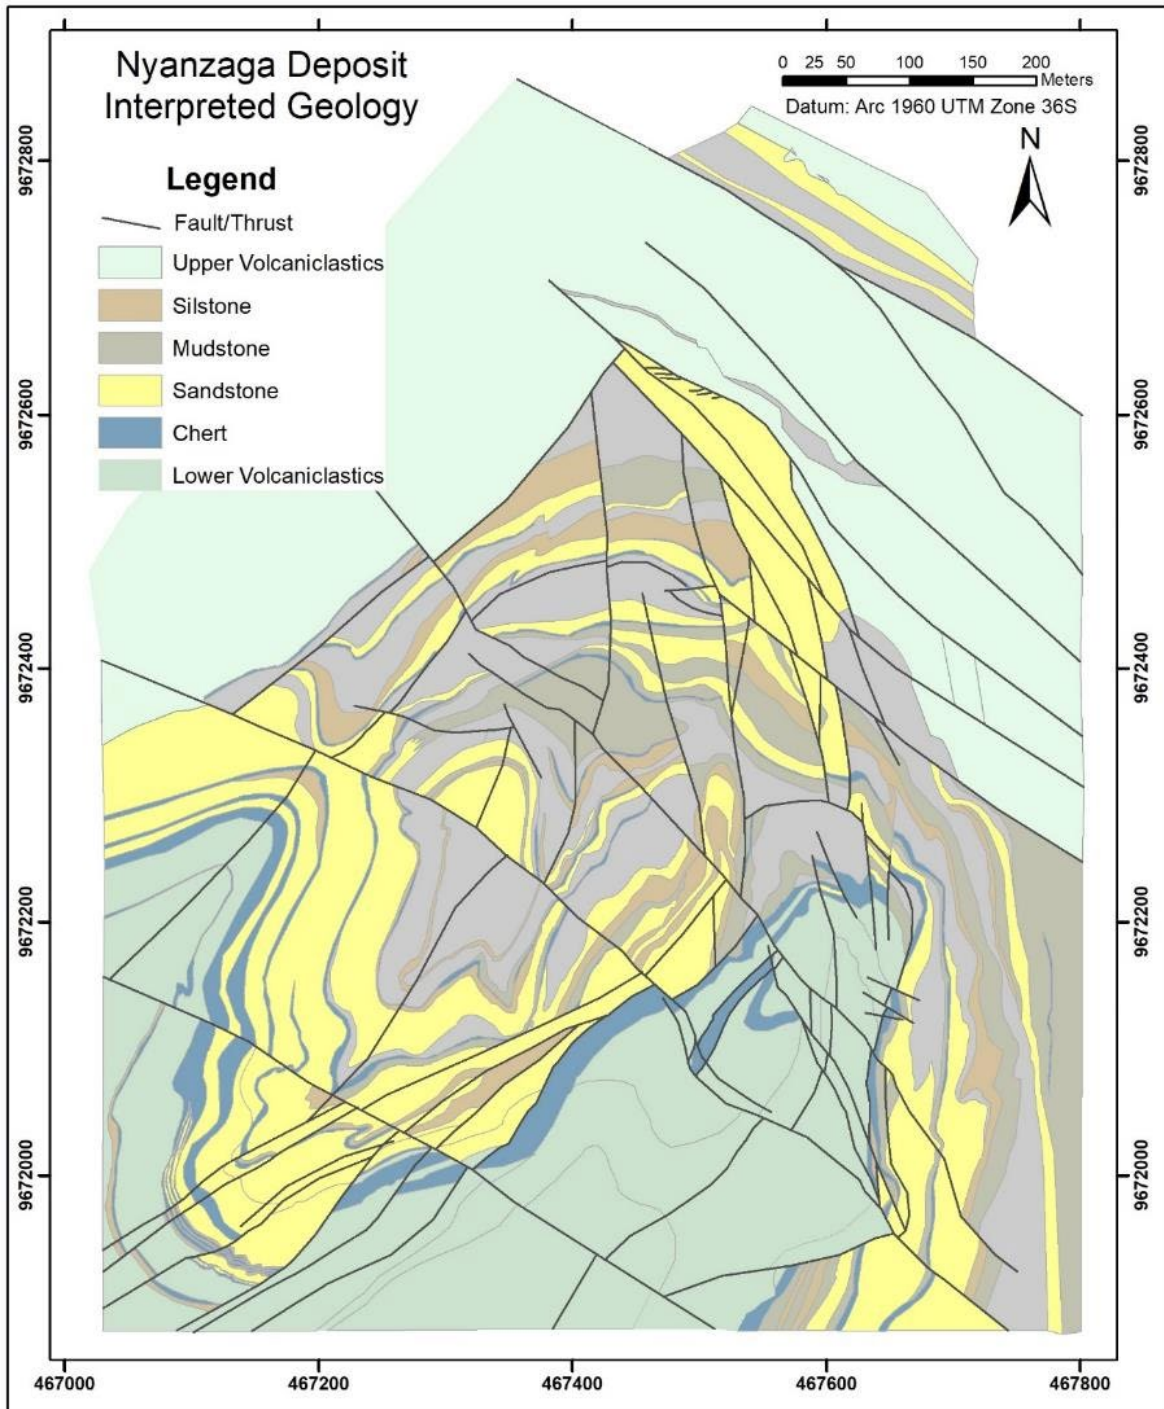 Nyanzaga Deposit
Interpreted Geology
0 25 50 100 150 200
Meters
Datum: Arc 1960 UTM Zone 36S
N
Legend
Fault/Thrust
Upper Volcaniclastics
Silstone
Mudstone
Sandstone
Chert
Lower Volcaniclastics
9672800
9672600
9672400
9672200
9672000
9672800
9672600
9672400
9672200
9672000
467000 467200 467400 467600 467800